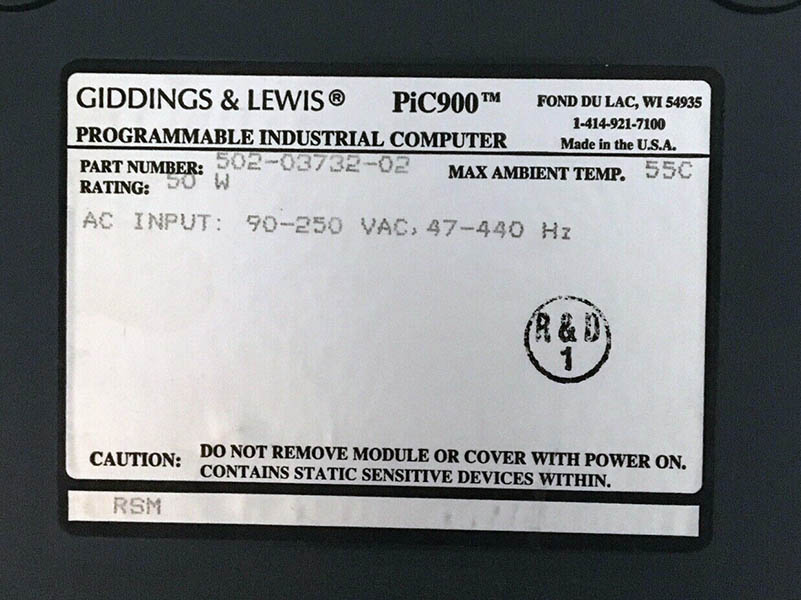 GIDDINGS & LEWIS® PiC900™ FOND DU LAC, WI 54935
1-414-921-7100
PROGRAMMABLE INDUSTRIAL COMPUTER Made in the U.S.A.
PART NUMBER: 502-03732-02 MAX AMBIENT TEMP. 55C
RATING: 50 W
AC INPUT: 90-250 VAC, 47-440 Hz
R & D
1
CAUTION: DO NOT REMOVE MODULE OR COVER WITH POWER ON.
CONTAINS STATIC SENSITIVE DEVICES WITHIN.
RSM